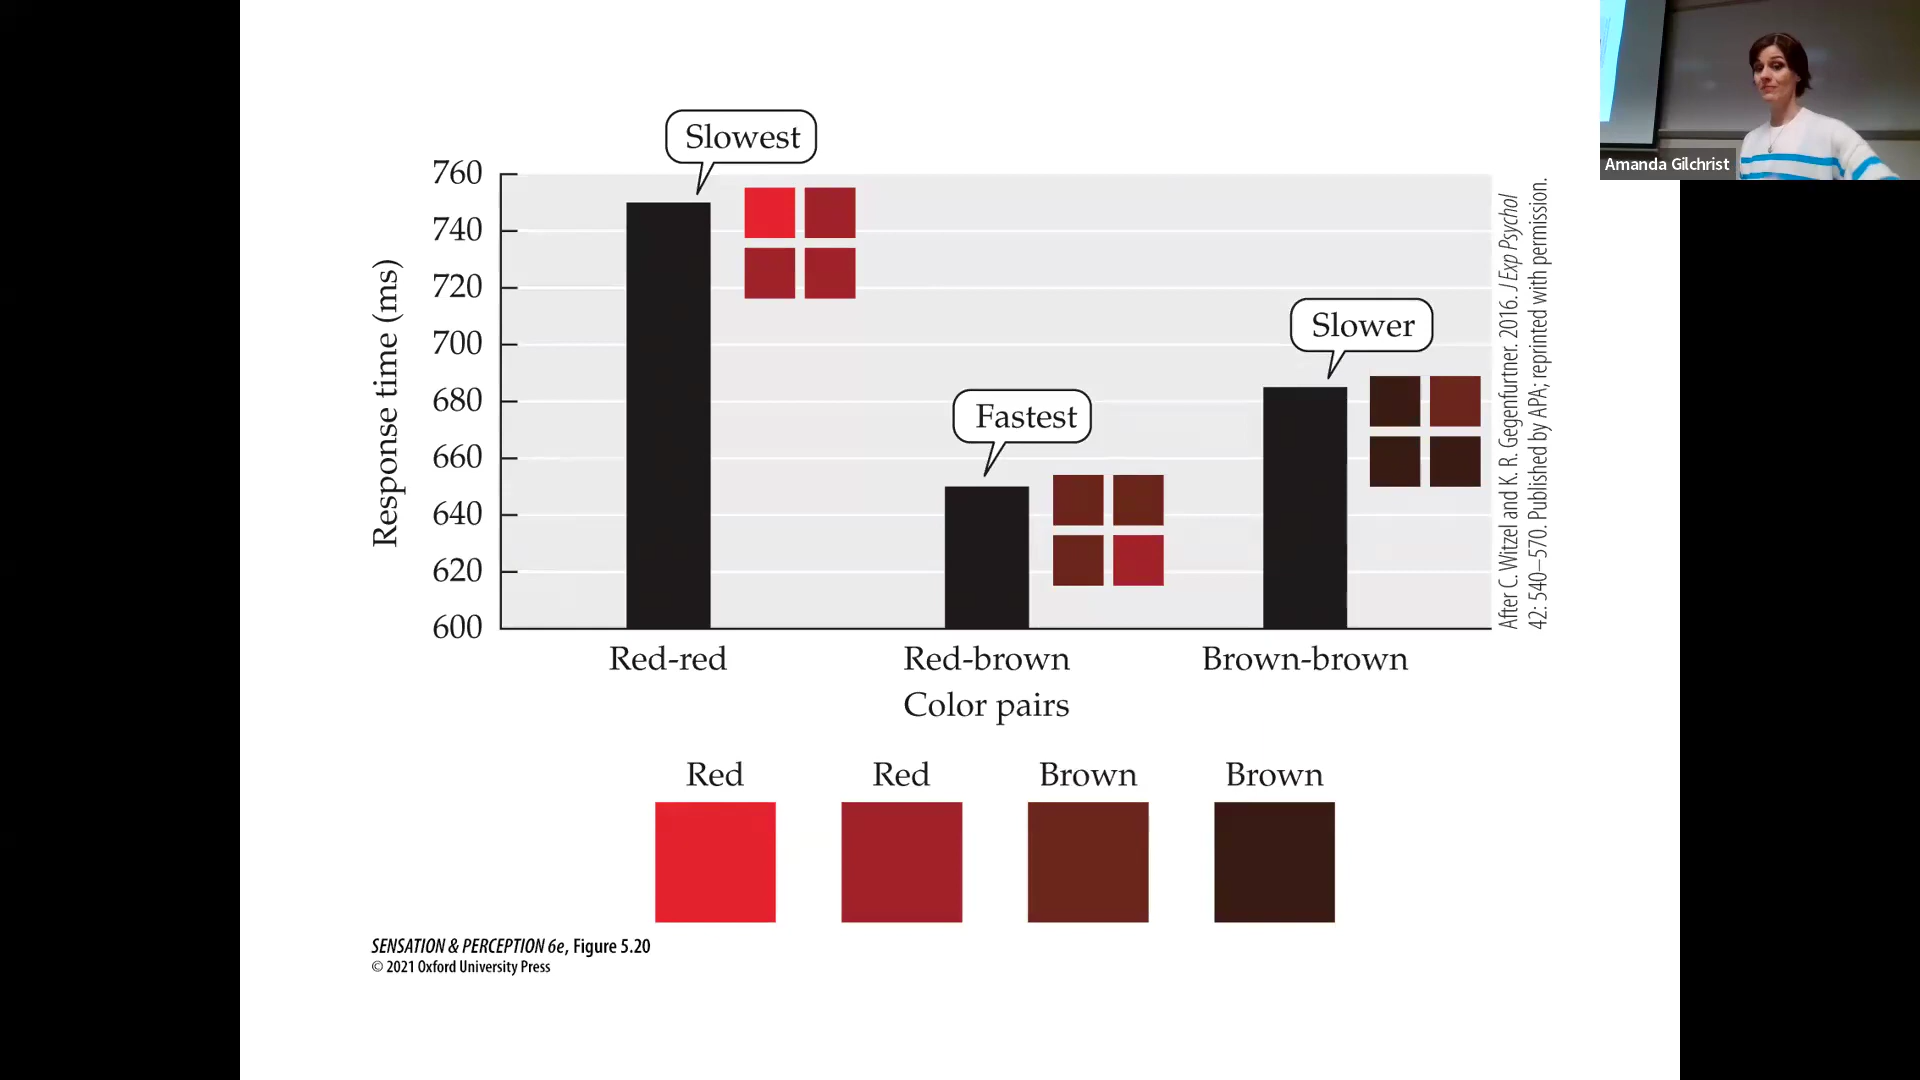 Amanda Gilchrist
Slowest
Slower
Fastest
760
740
720
700
680
660
640
620
600
Response time (ms)
Red-red
Red-brown
Brown-brown
Color pairs
After C. Witzel and K. R. Gegenfurtner. 2016. J Exp Psychol
42: 540–570. Published by APA; reprinted with permission.
Red
Red
Brown
Brown
SENSATION & PERCEPTION 6e, Figure 5.20
© 2021 Oxford University Press